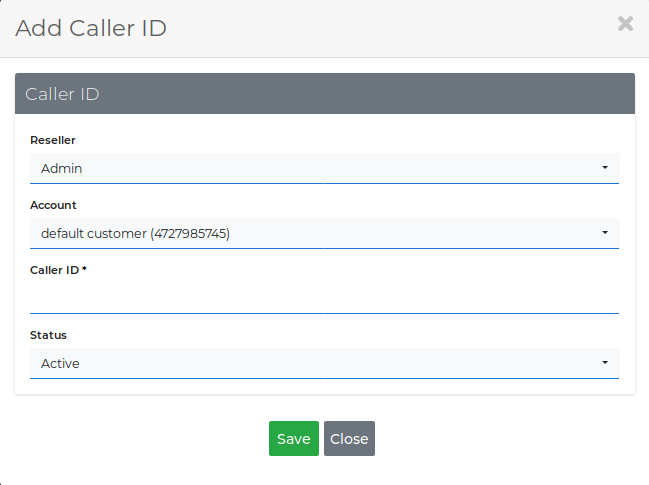 Add Caller ID
Caller ID
Reseller
Admin
Account
default customer (4727985745)
Caller ID *
Status
Active
Save Close